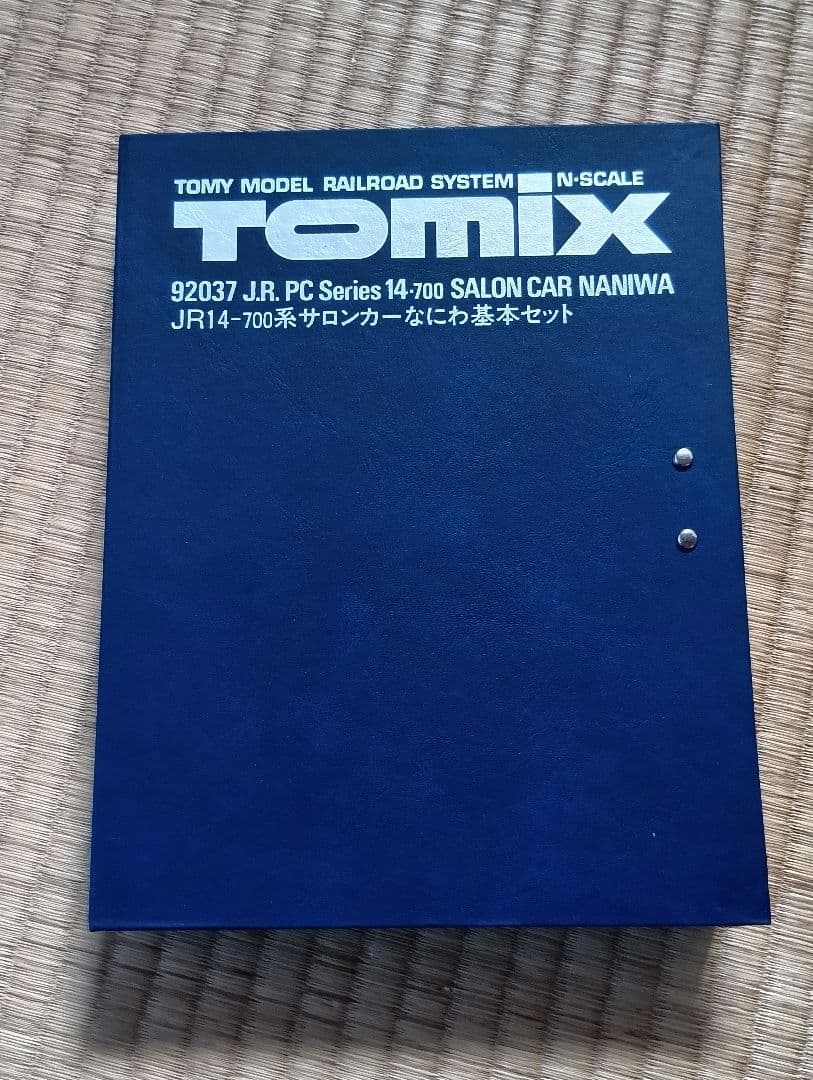 TOMY MODEL RAILROAD SYSTEM N·SCALE
TOMIX
92037 J.R. PC Series 14·700 SALON CAR NANIWA
JR14-700系サロンカーなにわ基本セット